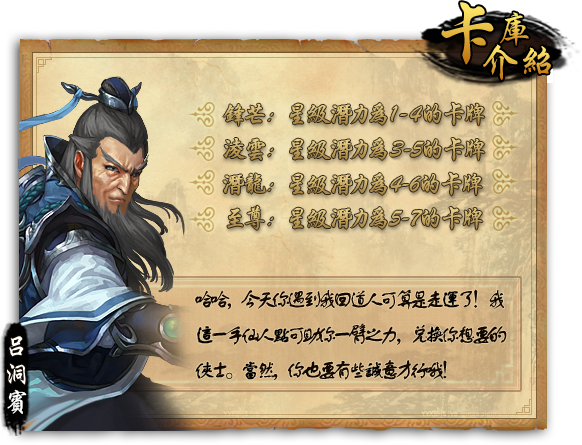 卡庫
介紹
鋒芒：星級潛力為1-4的卡牌
淩雲：星級潛力為3-5的卡牌
潛龍：星級潛力為4-6的卡牌
至尊：星級潛力為5-7的卡牌
哈哈，今天你遇到我回道人可算是走運了！我
這一手仙人點可助你一臂之力，兌換你想要的
俠士。當然，你也要有些誠意才行哦！
呂洞賓